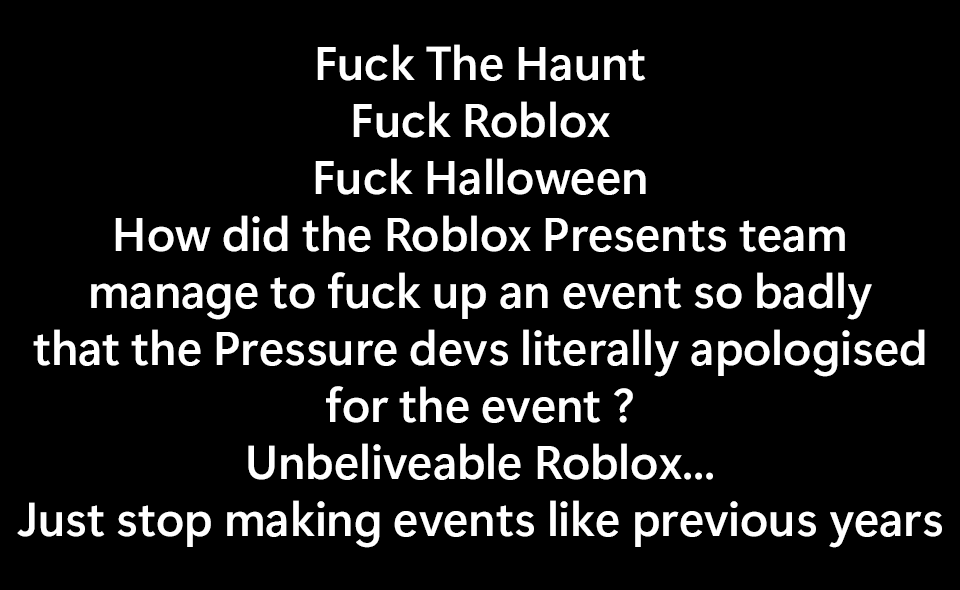 Fuck The Haunt
Fuck Roblox
Fuck Halloween
How did the Roblox Presents team
manage to fuck up an event so badly
that the Pressure devs literally apologised
for the event ?
Unbeliveable Roblox...
Just stop making events like previous years